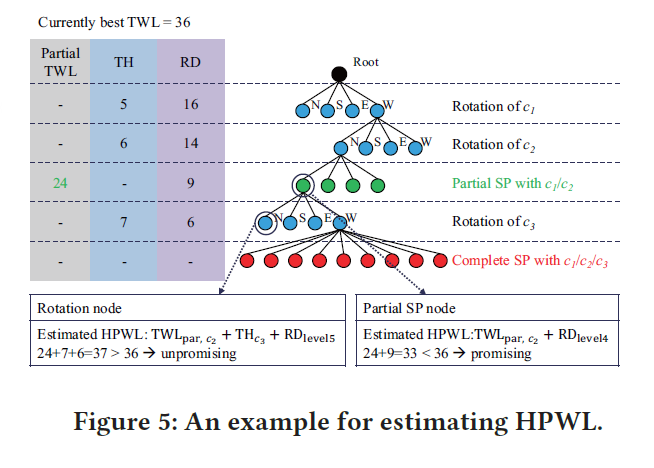 Currently best TWL = 36
Partial TWL TH RD
Root
- 5 16 N S E W Rotation of c1
- 6 14 N S E W Rotation of c2
24 - 9 Partial SP with c1/c2
- 7 6 N S E W Rotation of c3
- - - Complete SP with c1/c2/c3
Rotation node
Estimated HPWL: TWLpar, c2 + THc3 + RDlevel5
24+7+6=37 > 36 → unpromising
Partial SP node
Estimated HPWL:TWLpar, c2 + RDlevel4
24+9=33 < 36 → promising
Figure 5: An example for estimating HPWL.